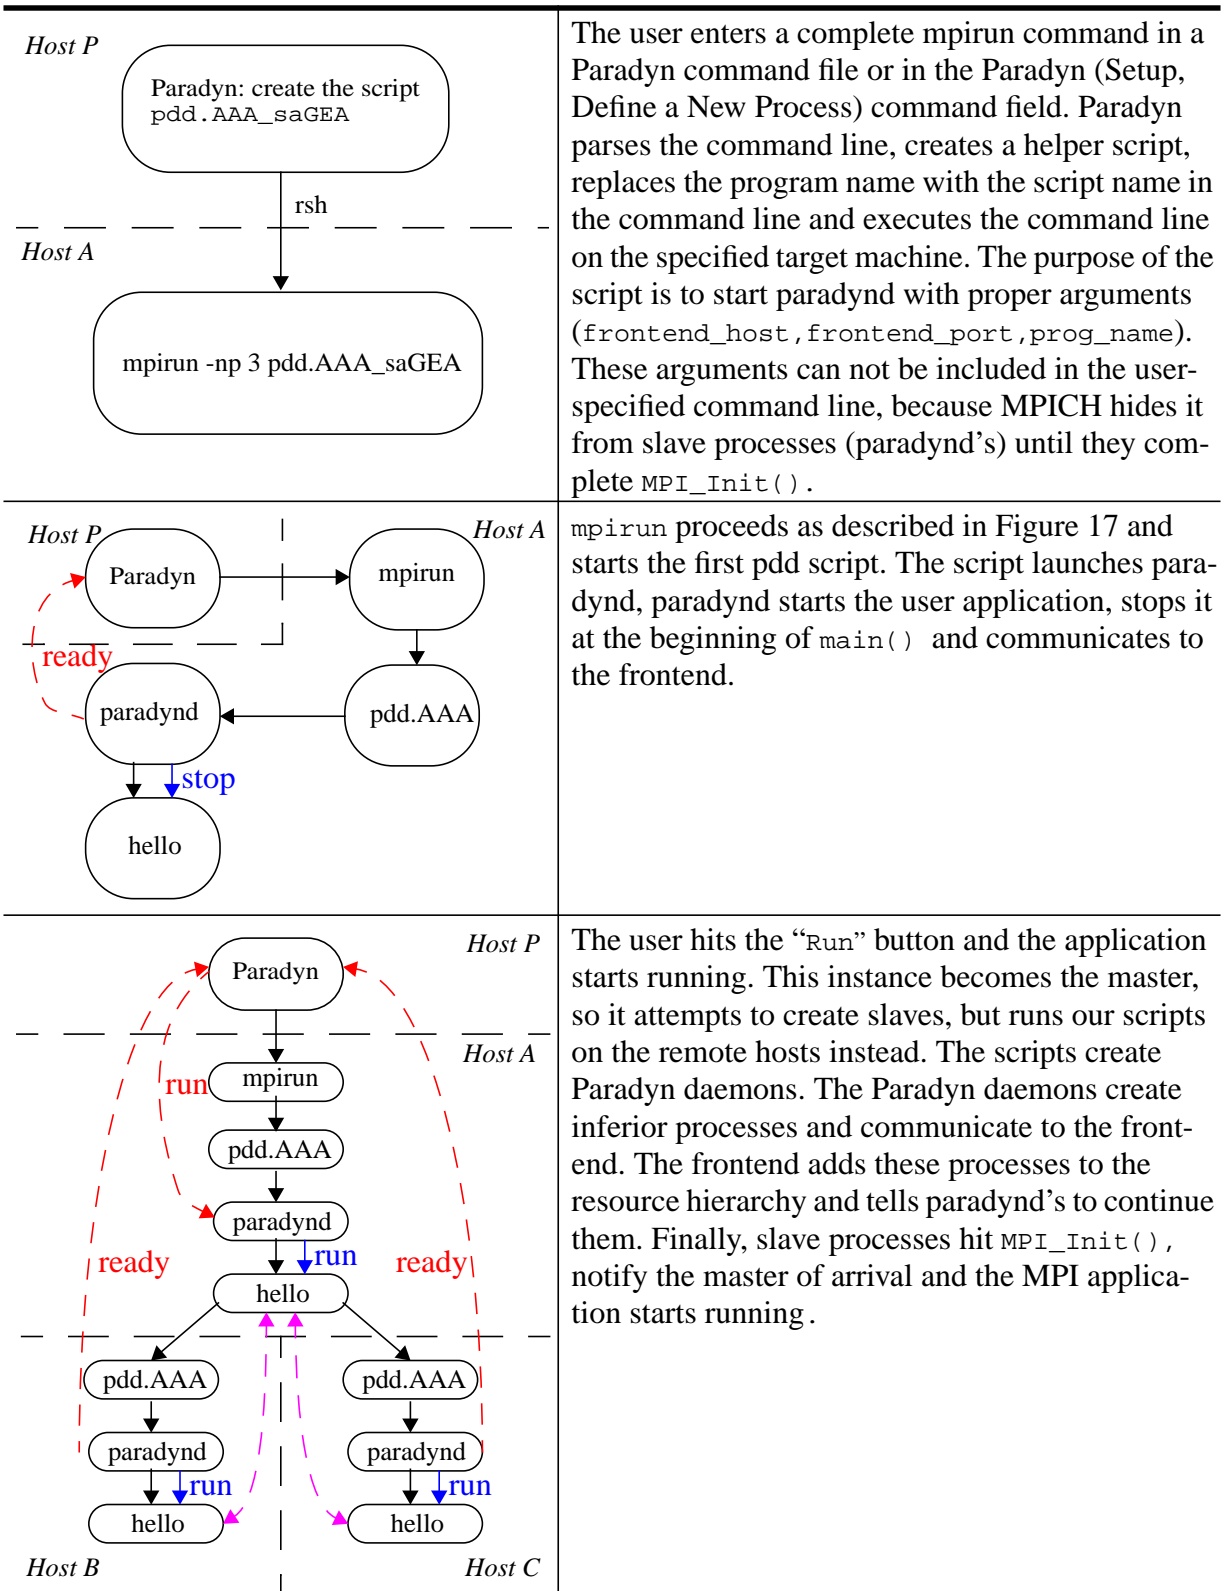 Host P
Paradyn: create the script
pdd.AAA_saGEA
rsh
Host A
mpirun -np 3 pdd.AAA_saGEA
The user enters a complete mpirun command in a
Paradyn command file or in the Paradyn (Setup,
Define a New Process) command field. Paradyn
parses the command line, creates a helper script,
replaces the program name with the script name in
the command line and executes the command line
on the specified target machine. The purpose of the
script is to start paradynd with proper arguments
(frontend_host,frontend_port,prog_name).
These arguments can not be included in the user-
specified command line, because MPICH hides it
from slave processes (paradynd's) until they com-
plete MPI_Init().
Host P
Host A
Paradyn
mpirun
ready
paradynd
pdd.AAA
stop
hello
mpirun proceeds as described in Figure 17 and
starts the first pdd script. The script launches para-
dynd, paradynd starts the user application, stops it
at the beginning of main() and communicates to
the frontend.
Host P
Paradyn
Host A
run
mpirun
pdd.AAA
paradynd
ready
run
ready
hello
pdd.AAA
pdd.AAA
paradynd
paradynd
run
run
hello
hello
Host B
Host C
The user hits the “Run” button and the application
starts running. This instance becomes the master,
so it attempts to create slaves, but runs our scripts
on the remote hosts instead. The scripts create
Paradyn daemons. The Paradyn daemons create
inferior processes and communicate to the front-
end. The frontend adds these processes to the
resource hierarchy and tells paradynd's to continue
them. Finally, slave processes hit MPI_Init(),
notify the master of arrival and the MPI applica-
tion starts running.